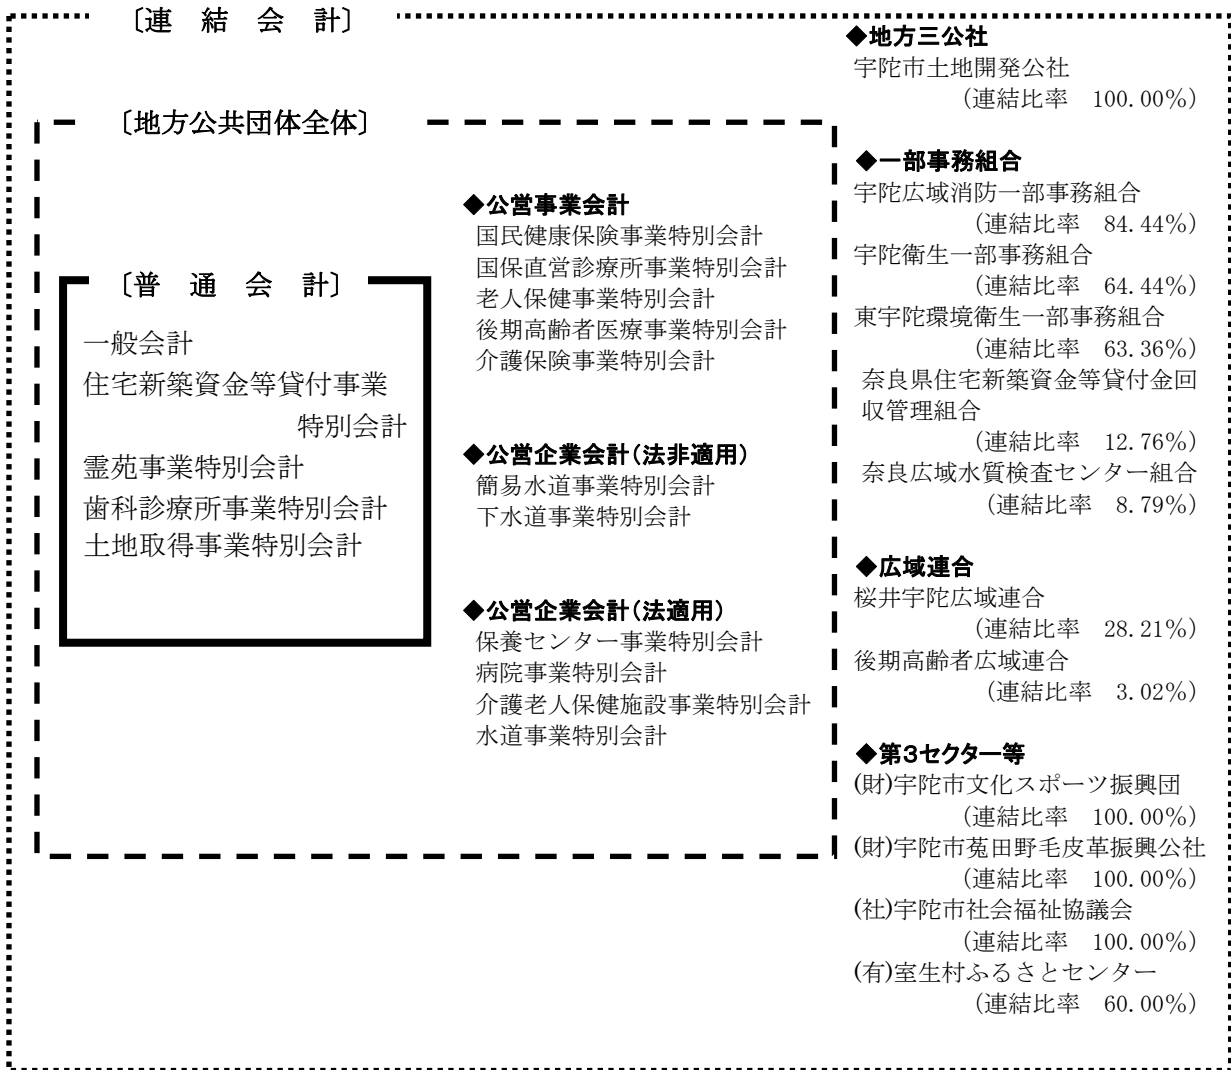 〔連 結 会 計〕
〔地方公共団体全体〕
〔普 通 会 計〕
一般会計
住宅新築資金等貸付事業
特別会計
霊苑事業特別会計
歯科診療所事業特別会計
土地取得事業特別会計
◆公営事業会計
国民健康保険事業特別会計
国保直営診療所事業特別会計
老人保健事業特別会計
後期高齢者医療事業特別会計
介護保険事業特別会計
◆公営企業会計(法非適用)
簡易水道事業特別会計
下水道事業特別会計
◆公営企業会計(法適用)
保養センター事業特別会計
病院事業特別会計
介護老人保健施設事業特別会計
水道事業特別会計
◆地方三公社
宇陀市土地開発公社
(連結比率 100.00%)
◆一部事務組合
宇陀広域消防一部事務組合
(連結比率 84.44%)
宇陀衛生一部事務組合
(連結比率 64.44%)
東宇陀環境衛生一部事務組合
(連結比率 63.36%)
奈良県住宅新築資金等貸付金回
収管理組合
(連結比率 12.76%)
奈良広域水質検査センター組合
(連結比率 8.79%)
◆広域連合
桜井宇陀広域連合
(連結比率 28.21%)
後期高齢者広域連合
(連結比率 3.02%)
◆第3セクター等
(財)宇陀市文化スポーツ振興団
(連結比率 100.00%)
(財)宇陀市菟田野毛皮革振興公社
(連結比率 100.00%)
(社)宇陀市社会福祉協議会
(連結比率 100.00%)
(有)室生村ふるさとセンター
(連結比率 60.00%)